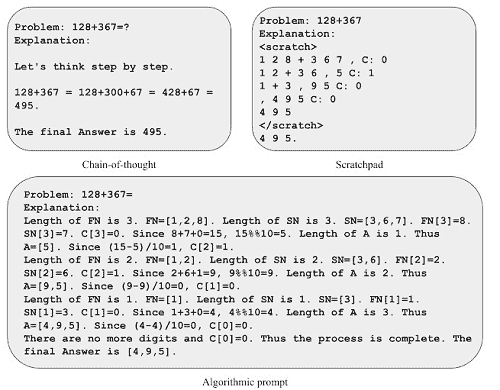 Problem: 128+367=?
Explanation:
Let's think step by step.
128+367 = 128+300+67 = 428+67 =
495.
The final Answer is 495.
Chain-of-thought
Problem: 128+367
Explanation:
<scratch>
1 2 8 + 3 6 7 , C: 0
1 2 + 3 6 , 5 C: 1
1 + 3 , 9 5 C: 0
, 4 9 5 C: 0
4 9 5
</scratch>
4 9 5.
Scratchpad
Problem: 128+367=
Explanation:
Length of FN is 3. FN=[1,2,8]. Length of SN is 3. SN=[3,6,7]. FN[3]=8.
SN[3]=7. C[3]=0. Since 8+7+0=15, 15%%10=5. Length of A is 1. Thus
A=[5]. Since (15-5)/10=1, C[2]=1.
Length of FN is 2. FN=[1,2]. Length of SN is 2. SN=[3,6]. FN[2]=2.
SN[2]=6. C[2]=1. Since 2+6+1=9, 9%%10=9. Length of A is 2. Thus
A=[9,5]. Since (9-9)/10=0, C[1]=0.
Length of FN is 1. FN=[1]. Length of SN is 1. SN=[3]. FN[1]=1.
SN[1]=3. C[1]=0. Since 1+3+0=4, 4%%10=4. Length of A is 3. Thus
A=[4,9,5]. Since (4-4)/10=0, C[0]=0.
There are no more digits and C[0]=0. Thus the process is complete. The
final Answer is [4,9,5].
Algorithmic prompt